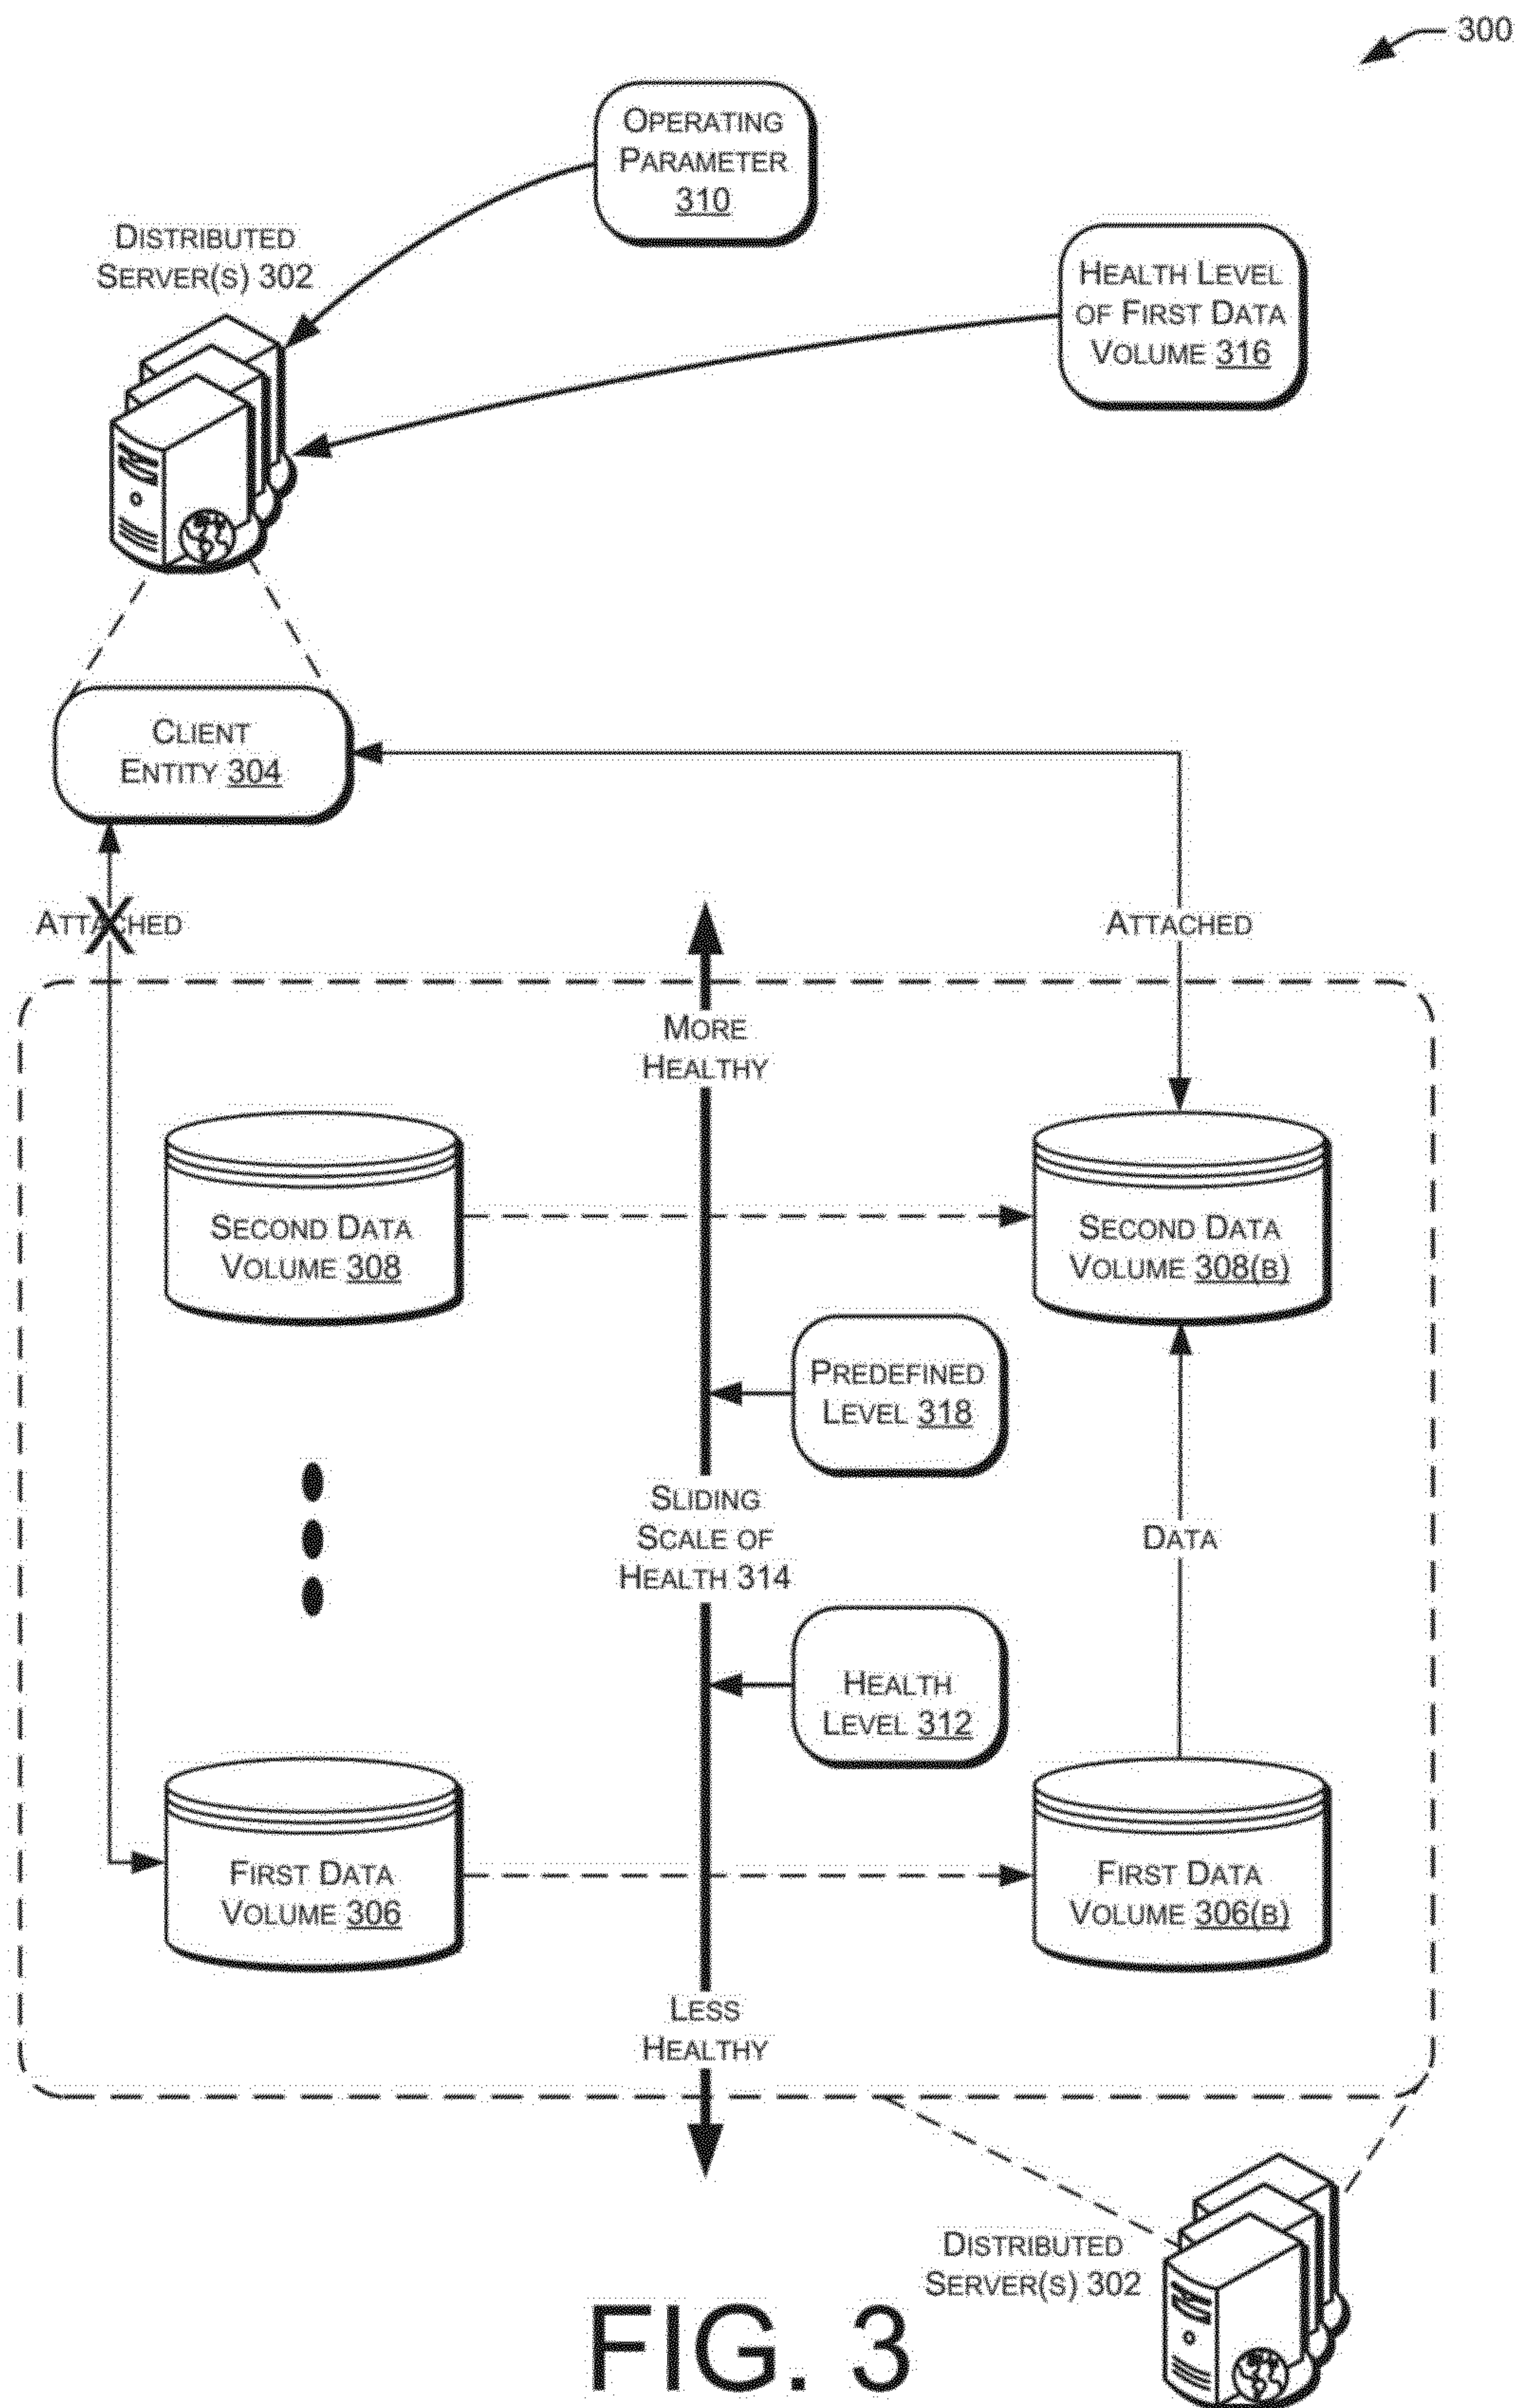 300
OPERATING
PARAMETER
310
DISTRIBUTED
SERVER(S) 302
HEALTH LEVEL
OF FIRST DATA
VOLUME 316
CLIENT
ENTITY 304
ATTACHED
X
ATTACHED
MORE
HEALTHY
SECOND DATA
VOLUME 308
SECOND DATA
VOLUME 308(B)
PREDEFINED
LEVEL 318
SLIDING
SCALE OF
HEALTH 314
DATA
HEALTH
LEVEL 312
FIRST DATA
VOLUME 306
FIRST DATA
VOLUME 306(B)
LESS
HEALTHY
DISTRIBUTED
SERVER(S) 302
FIG. 3